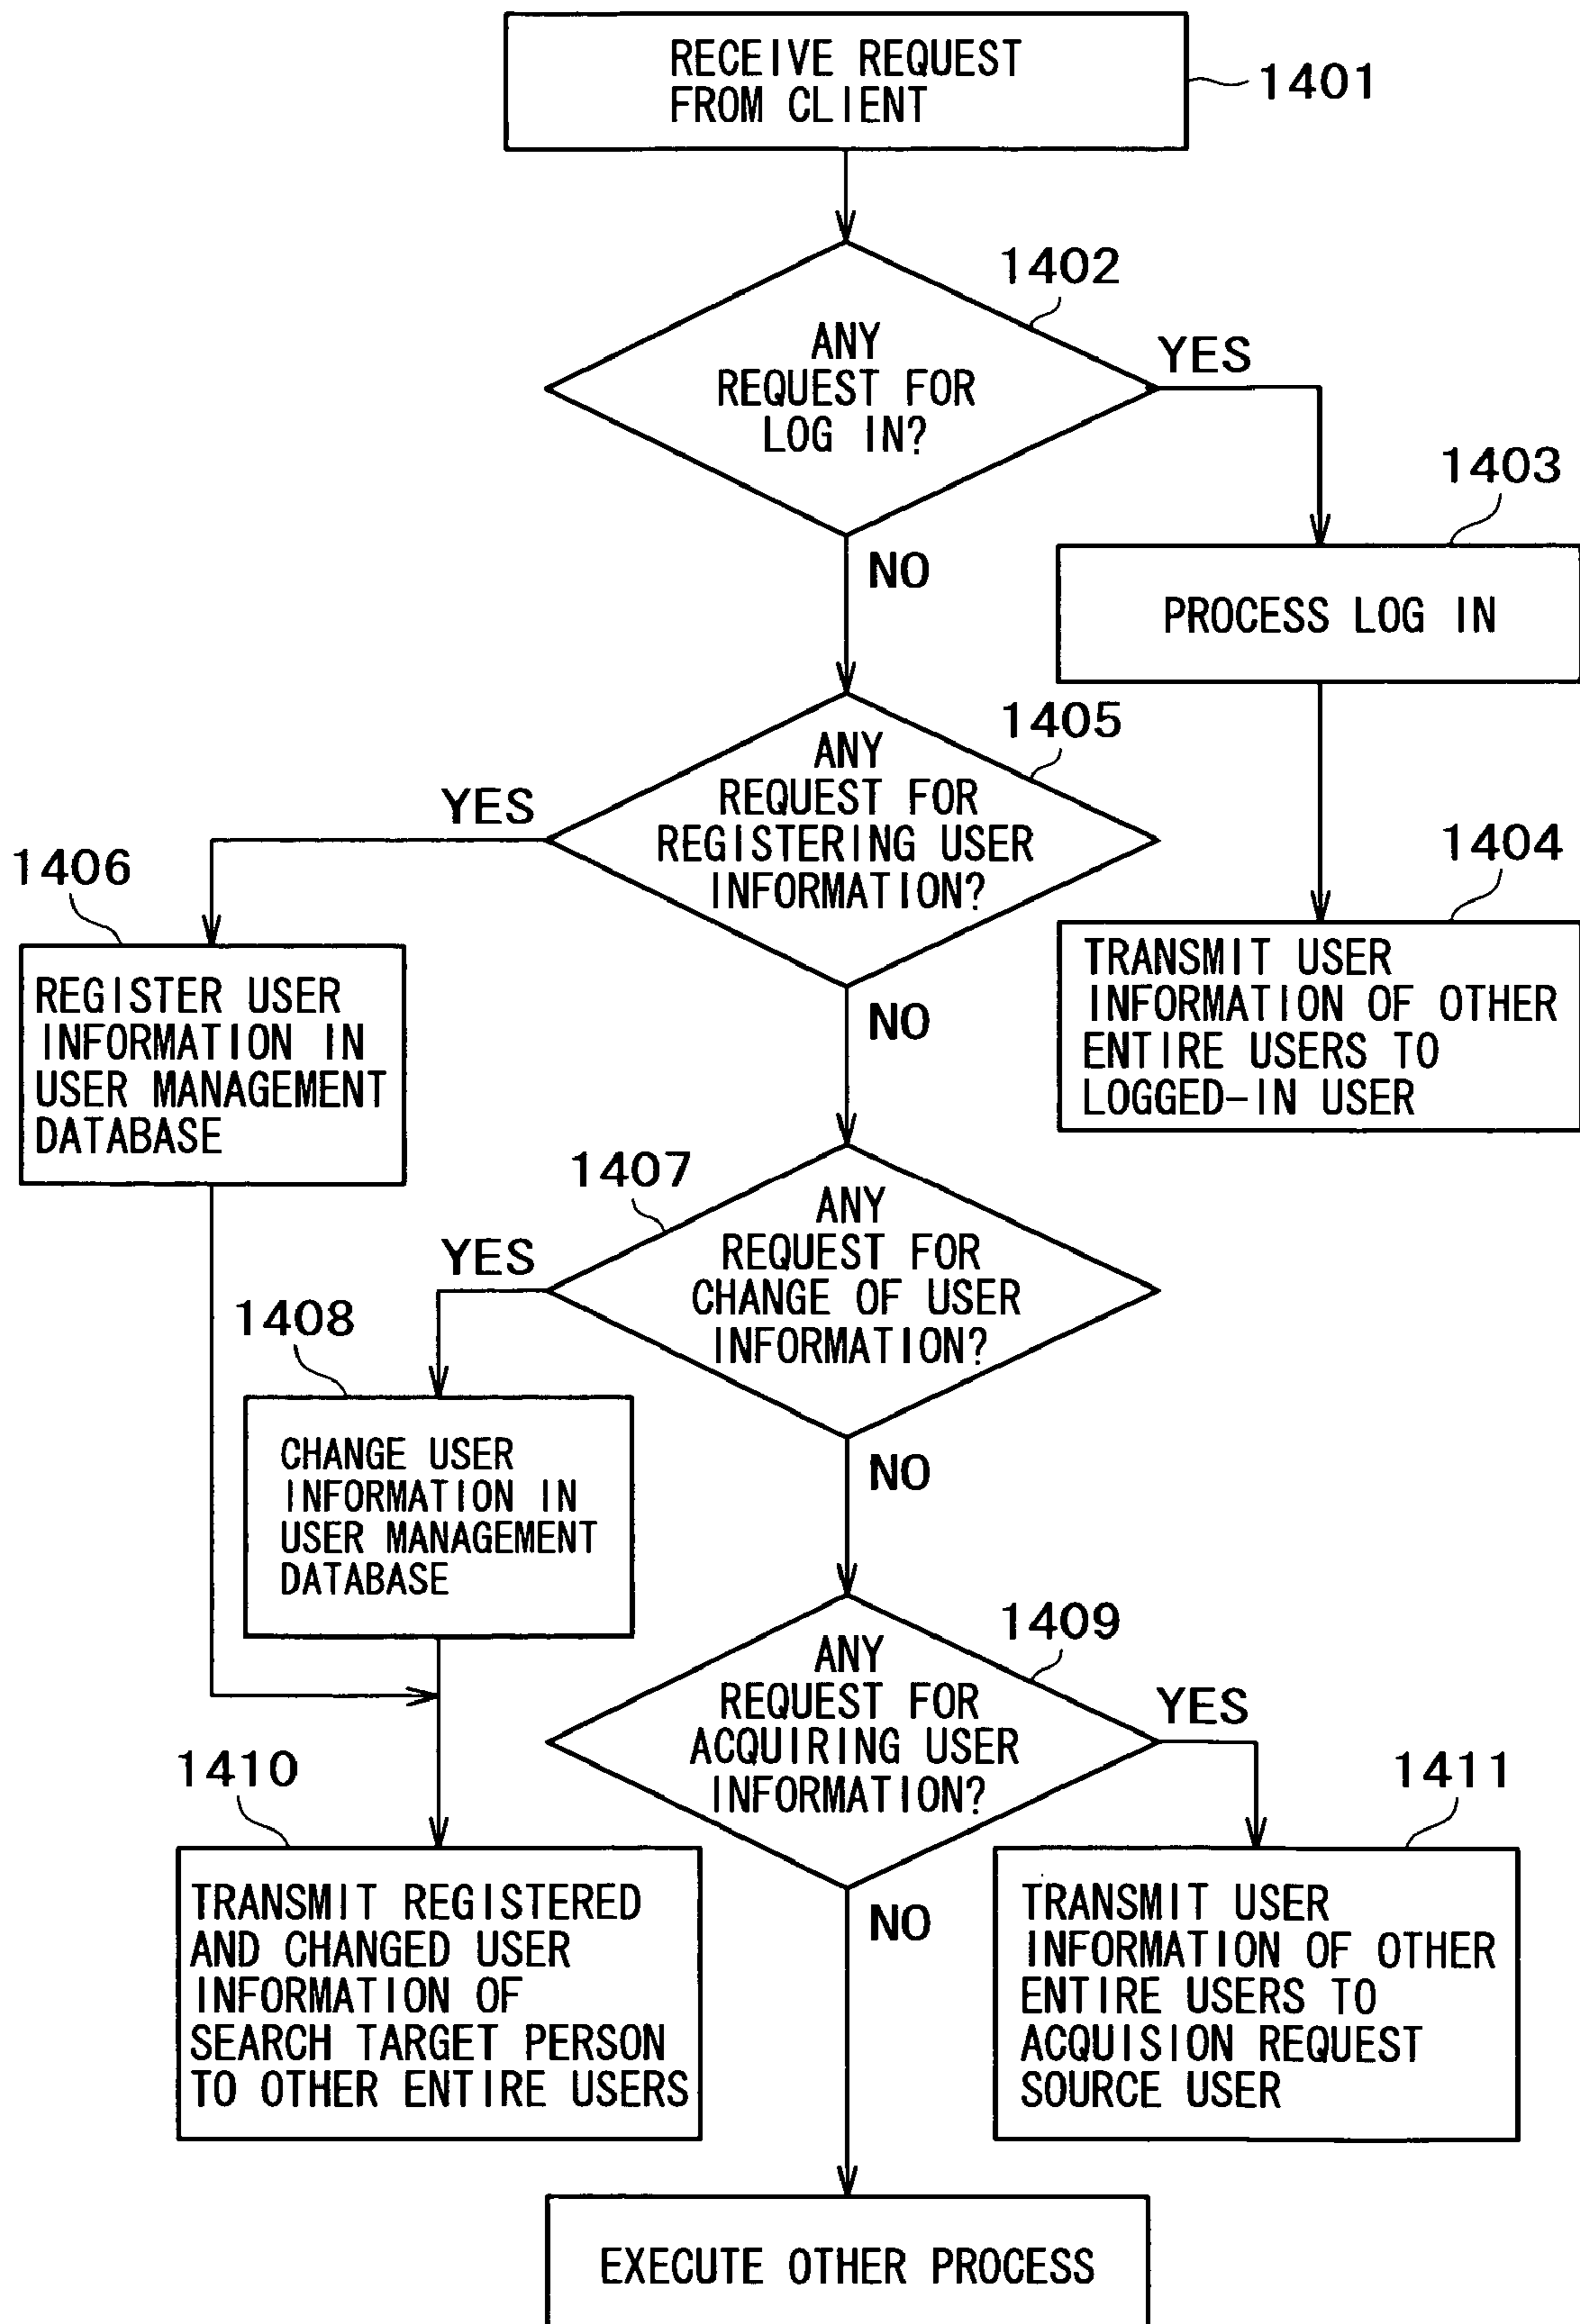 RECEIVE REQUEST
FROM CLIENT
1401
1402
ANY
REQUEST FOR
LOG IN?
YES
NO
1403
PROCESS LOG IN
1405
ANY
REQUEST FOR
REGISTERING USER
INFORMATION?
YES
NO
1404
TRANSMIT USER
INFORMATION OF OTHER
ENTIRE USERS TO
LOGGED-IN USER
1406
REGISTER USER
INFORMATION IN
USER MANAGEMENT
DATABASE
1407
ANY
REQUEST FOR
CHANGE OF USER
INFORMATION?
YES
NO
1408
CHANGE USER
INFORMATION IN
USER MANAGEMENT
DATABASE
1409
ANY
REQUEST FOR
ACQUIRING USER
INFORMATION?
YES
NO
1410
TRANSMIT REGISTERED
AND CHANGED USER
INFORMATION OF
SEARCH TARGET PERSON
TO OTHER ENTIRE USERS
1411
TRANSMIT USER
INFORMATION OF OTHER
ENTIRE USERS TO
ACQUISION REQUEST
SOURCE USER
EXECUTE OTHER PROCESS